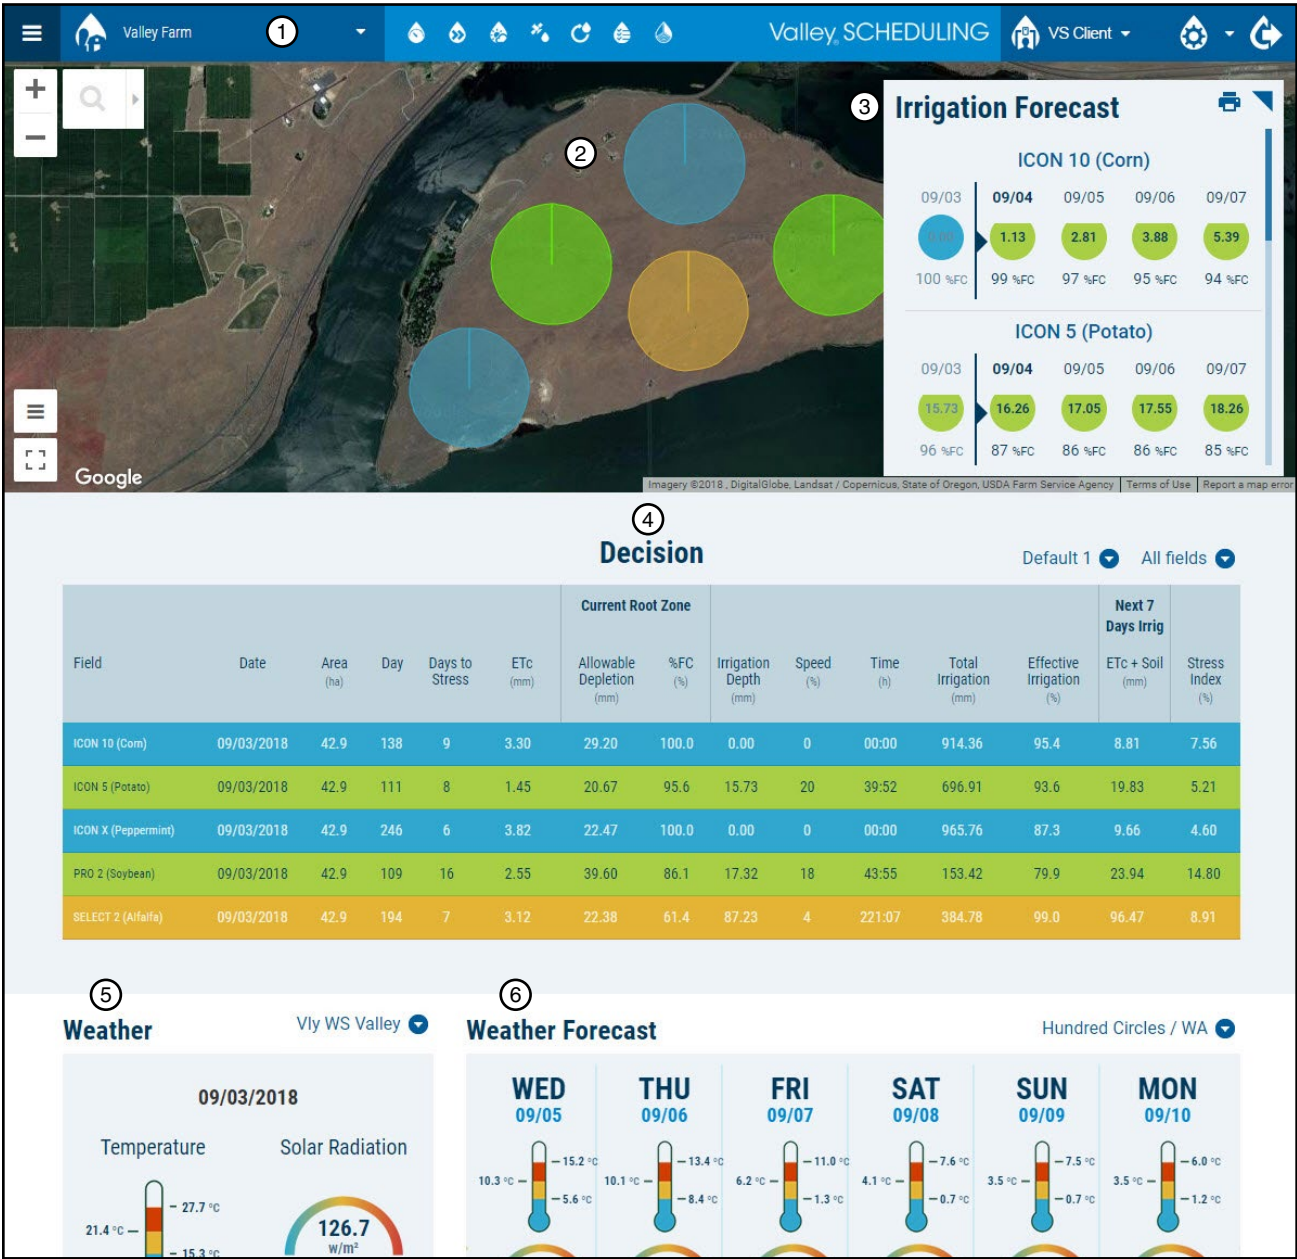 Valley Farm
1
Valley SCHEDULING
VS Client
2
3
Irrigation Forecast
ICON 10 (Corn)
09/03 09/04 09/05 09/06 09/07
0.00 1.13 2.81 3.88 5.39
100 %FC 99 %FC 97 %FC 95 %FC 94 %FC
ICON 5 (Potato)
09/03 09/04 09/05 09/06 09/07
15.73 16.26 17.05 17.55 18.26
96 %FC 87 %FC 86 %FC 86 %FC 85 %FC
Google
Imagery ©2018 , DigitalGlobe, Landsat / Copernicus, State of Oregon, USDA Farm Service Agency Terms of Use Report a map error
4
Decision
Default 1 All fields
Current Root Zone Next 7 Days Irrig
Field Date Area (ha) Day Days to Stress ETc (mm) Allowable Depletion (mm) %FC (%) Irrigation Depth (mm) Speed (%) Time (h) Total Irrigation (mm) Effective Irrigation (%) ETc + Soil (mm) Stress Index (%)
ICON 10 (Corn) 09/03/2018 42.9 138 9 3.30 29.20 100.0 0.00 0 00:00 914.36 95.4 8.81 7.56
ICON 5 (Potato) 09/03/2018 42.9 111 8 1.45 20.67 95.6 15.73 20 39:52 696.91 93.6 19.83 5.21
ICON X (Peppermint) 09/03/2018 42.9 246 6 3.82 22.47 100.0 0.00 0 00:00 965.76 87.3 9.66 4.60
PRO 2 (Soybean) 09/03/2018 42.9 109 16 2.55 39.60 86.1 17.32 18 43:55 153.42 79.9 23.94 14.80
SELECT 2 (Alfalfa) 09/03/2018 42.9 194 7 3.12 22.38 61.4 87.23 4 221:07 384.78 99.0 96.47 8.91
5
Weather
Vly WS Valley
09/03/2018
Temperature Solar Radiation
27.7 °C
21.4 °C
15.3 °C
126.7
w/m²
6
Weather Forecast
Hundred Circles / WA
WED THU FRI SAT SUN MON
09/05 09/06 09/07 09/08 09/09 09/10
15.2 °C 13.4 °C 11.0 °C 7.6 °C 7.5 °C 6.0 °C
10.3 °C 10.1 °C 6.2 °C 4.1 °C 3.5 °C 3.5 °C
5.6 °C 8.4 °C 1.3 °C 0.7 °C 0.7 °C 1.2 °C